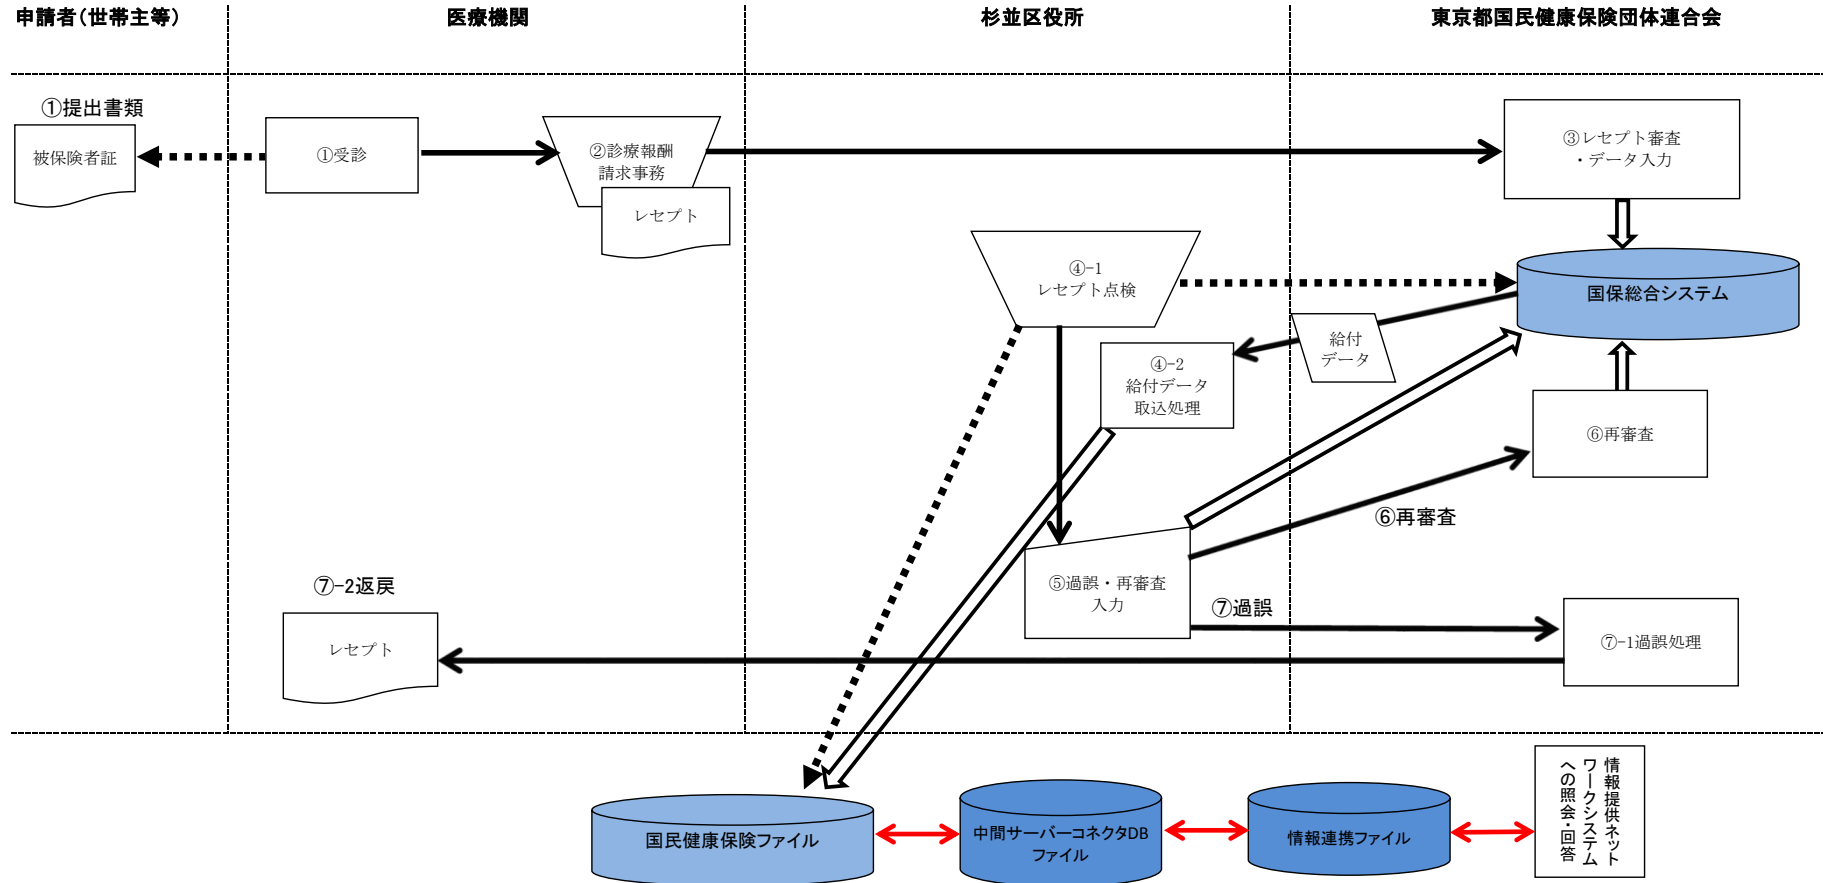 申請者（世帯主等）
医療機関
杉並区役所
東京都国民健康保険団体連合会
①提出書類
被保険者証
①受診
②診療報酬
請求事務
レセプト
③レセプト審査
・データ入力
④-1
レセプト点検
国保総合システム
給付
データ
④-2
給付データ
取込処理
⑥再審査
⑥再審査
⑤過誤・再審査
入力
⑦過誤
⑦-1過誤処理
⑦-2返戻
レセプト
国民健康保険ファイル
中間サーバーコネクタDB
ファイル
情報連携ファイル
情報提供ネット
ワークシステム
への照会・回答